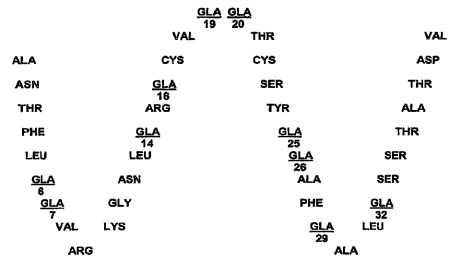 GLA GLA
19 20
VAL THR VAL
ALA CYS CYS ASP
ASN GLA SER THR
16
THR ARG TYR ALA
PHE GLA GLA THR
14 25
LEU LEU GLA SER
26
GLA ASN ALA SER
6
GLA GLY PHE GLA
7 32
VAL LYS GLA LEU
29
ARG ALA